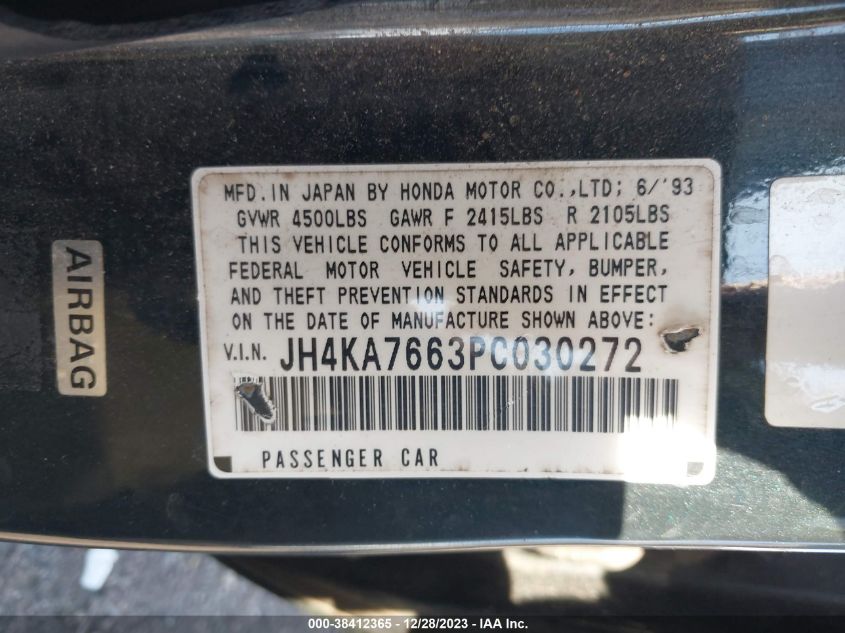 MFD. IN JAPAN BY HONDA MOTOR CO.,LTD; 6/'93
GVWR 4500LBS GAWR F 2415LBS R 2105LBS
THIS VEHICLE CONFORMS TO ALL APPLICABLE
FEDERAL MOTOR VEHICLE SAFETY, BUMPER,
AND THEFT PREVENTION STANDARDS IN EFFECT
ON THE DATE OF MANUFACTURE SHOWN ABOVE:
V.I.N. JH4KA7663PC030272
PASSENGER CAR
AIRBAG
000-38412365 - 12/28/2023 - IAA Inc.